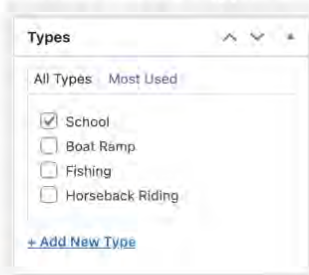 Types
All Types Most Used
School
Boat Ramp
Fishing
Horseback Riding
+ Add New Type